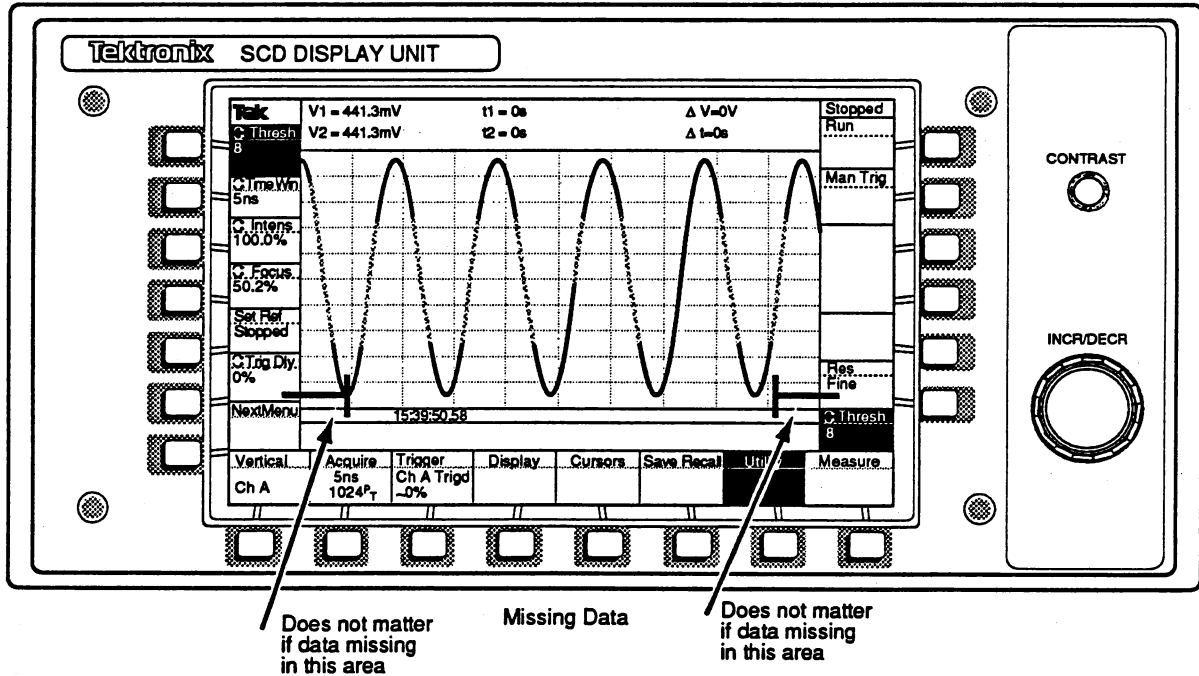 Tektronix SCD DISPLAY UNIT
Tek
V1 = 441.3mV t1 = 0s Δ V=0V
V2 = 441.3mV t2 = 0s Δ t=0s
Thresh
8
TimeWin
5ns
Intens
100.0%
Focus
50.2%
Set Ref
Stopped
Trig Dly
0%
NextMenu
15:39:50,58
Stopped
Run
Man Trig
Res
Fine
Thresh
8
Vertical
Ch A
Acquire
5ns
1024PT
Trigger
Ch A Trigd
~0%
Display
Cursors
Save Recall
Utility
Measure
CONTRAST
INCR/DECR
Does not matter
if data missing
in this area
Missing Data
Does not matter
if data missing
in this area